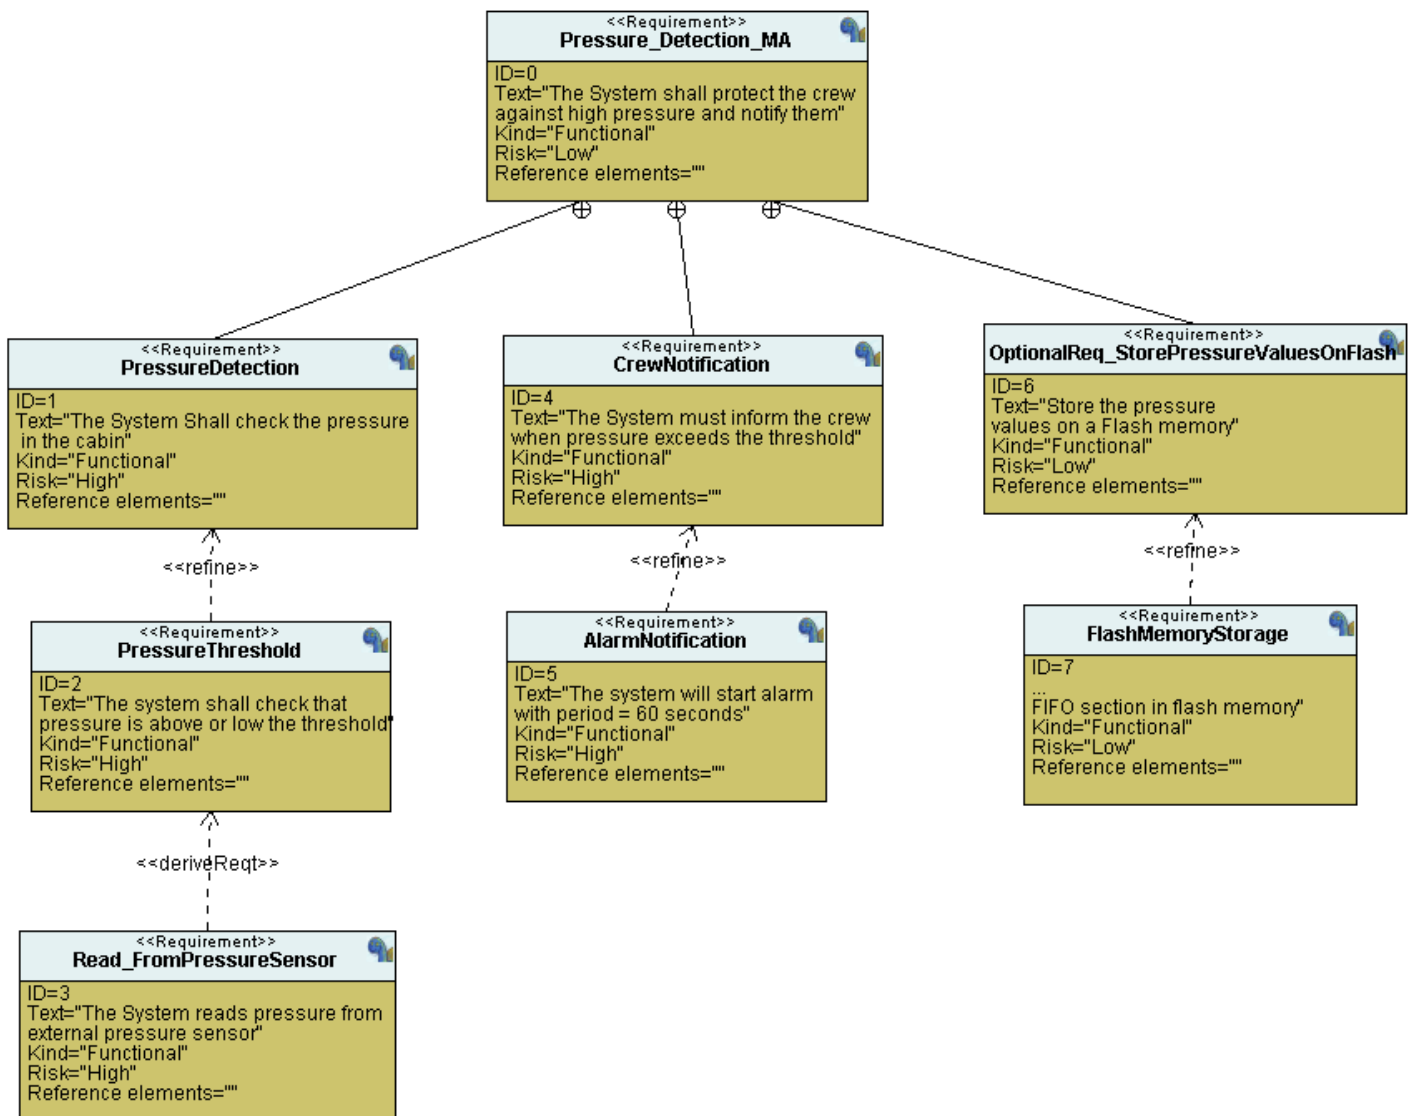 <<Requirement>>
Pressure_Detection_MA
ID=0
Text="The System shall protect the crew
against high pressure and notify them"
Kind="Functional"
Risk="Low"
Reference elements=""
<<Requirement>>
PressureDetection
ID=1
Text="The System Shall check the pressure
in the cabin"
Kind="Functional"
Risk="High"
Reference elements=""
<<Requirement>>
CrewNotification
ID=4
Text="The System must inform the crew
when pressure exceeds the threshold"
Kind="Functional"
Risk="High"
Reference elements=""
<<Requirement>>
OptionalReq_StorePressureValuesOnFlash
ID=6
Text="Store the pressure
values on a Flash memory"
Kind="Functional"
Risk="Low"
Reference elements=""
<<refine>>
<<refine>>
<<refine>>
<<Requirement>>
PressureThreshold
ID=2
Text="The system shall check that
pressure is above or low the threshold"
Kind="Functional"
Risk="High"
Reference elements=""
<<Requirement>>
AlarmNotification
ID=5
Text="The system will start alarm
with period = 60 seconds"
Kind="Functional"
Risk="High"
Reference elements=""
<<Requirement>>
FlashMemoryStorage
ID=7
...
FIFO section in flash memory"
Kind="Functional"
Risk="Low"
Reference elements=""
<<deriveReqt>>
<<Requirement>>
Read_FromPressureSensor
ID=3
Text="The System reads pressure from
external pressure sensor"
Kind="Functional"
Risk="High"
Reference elements=""